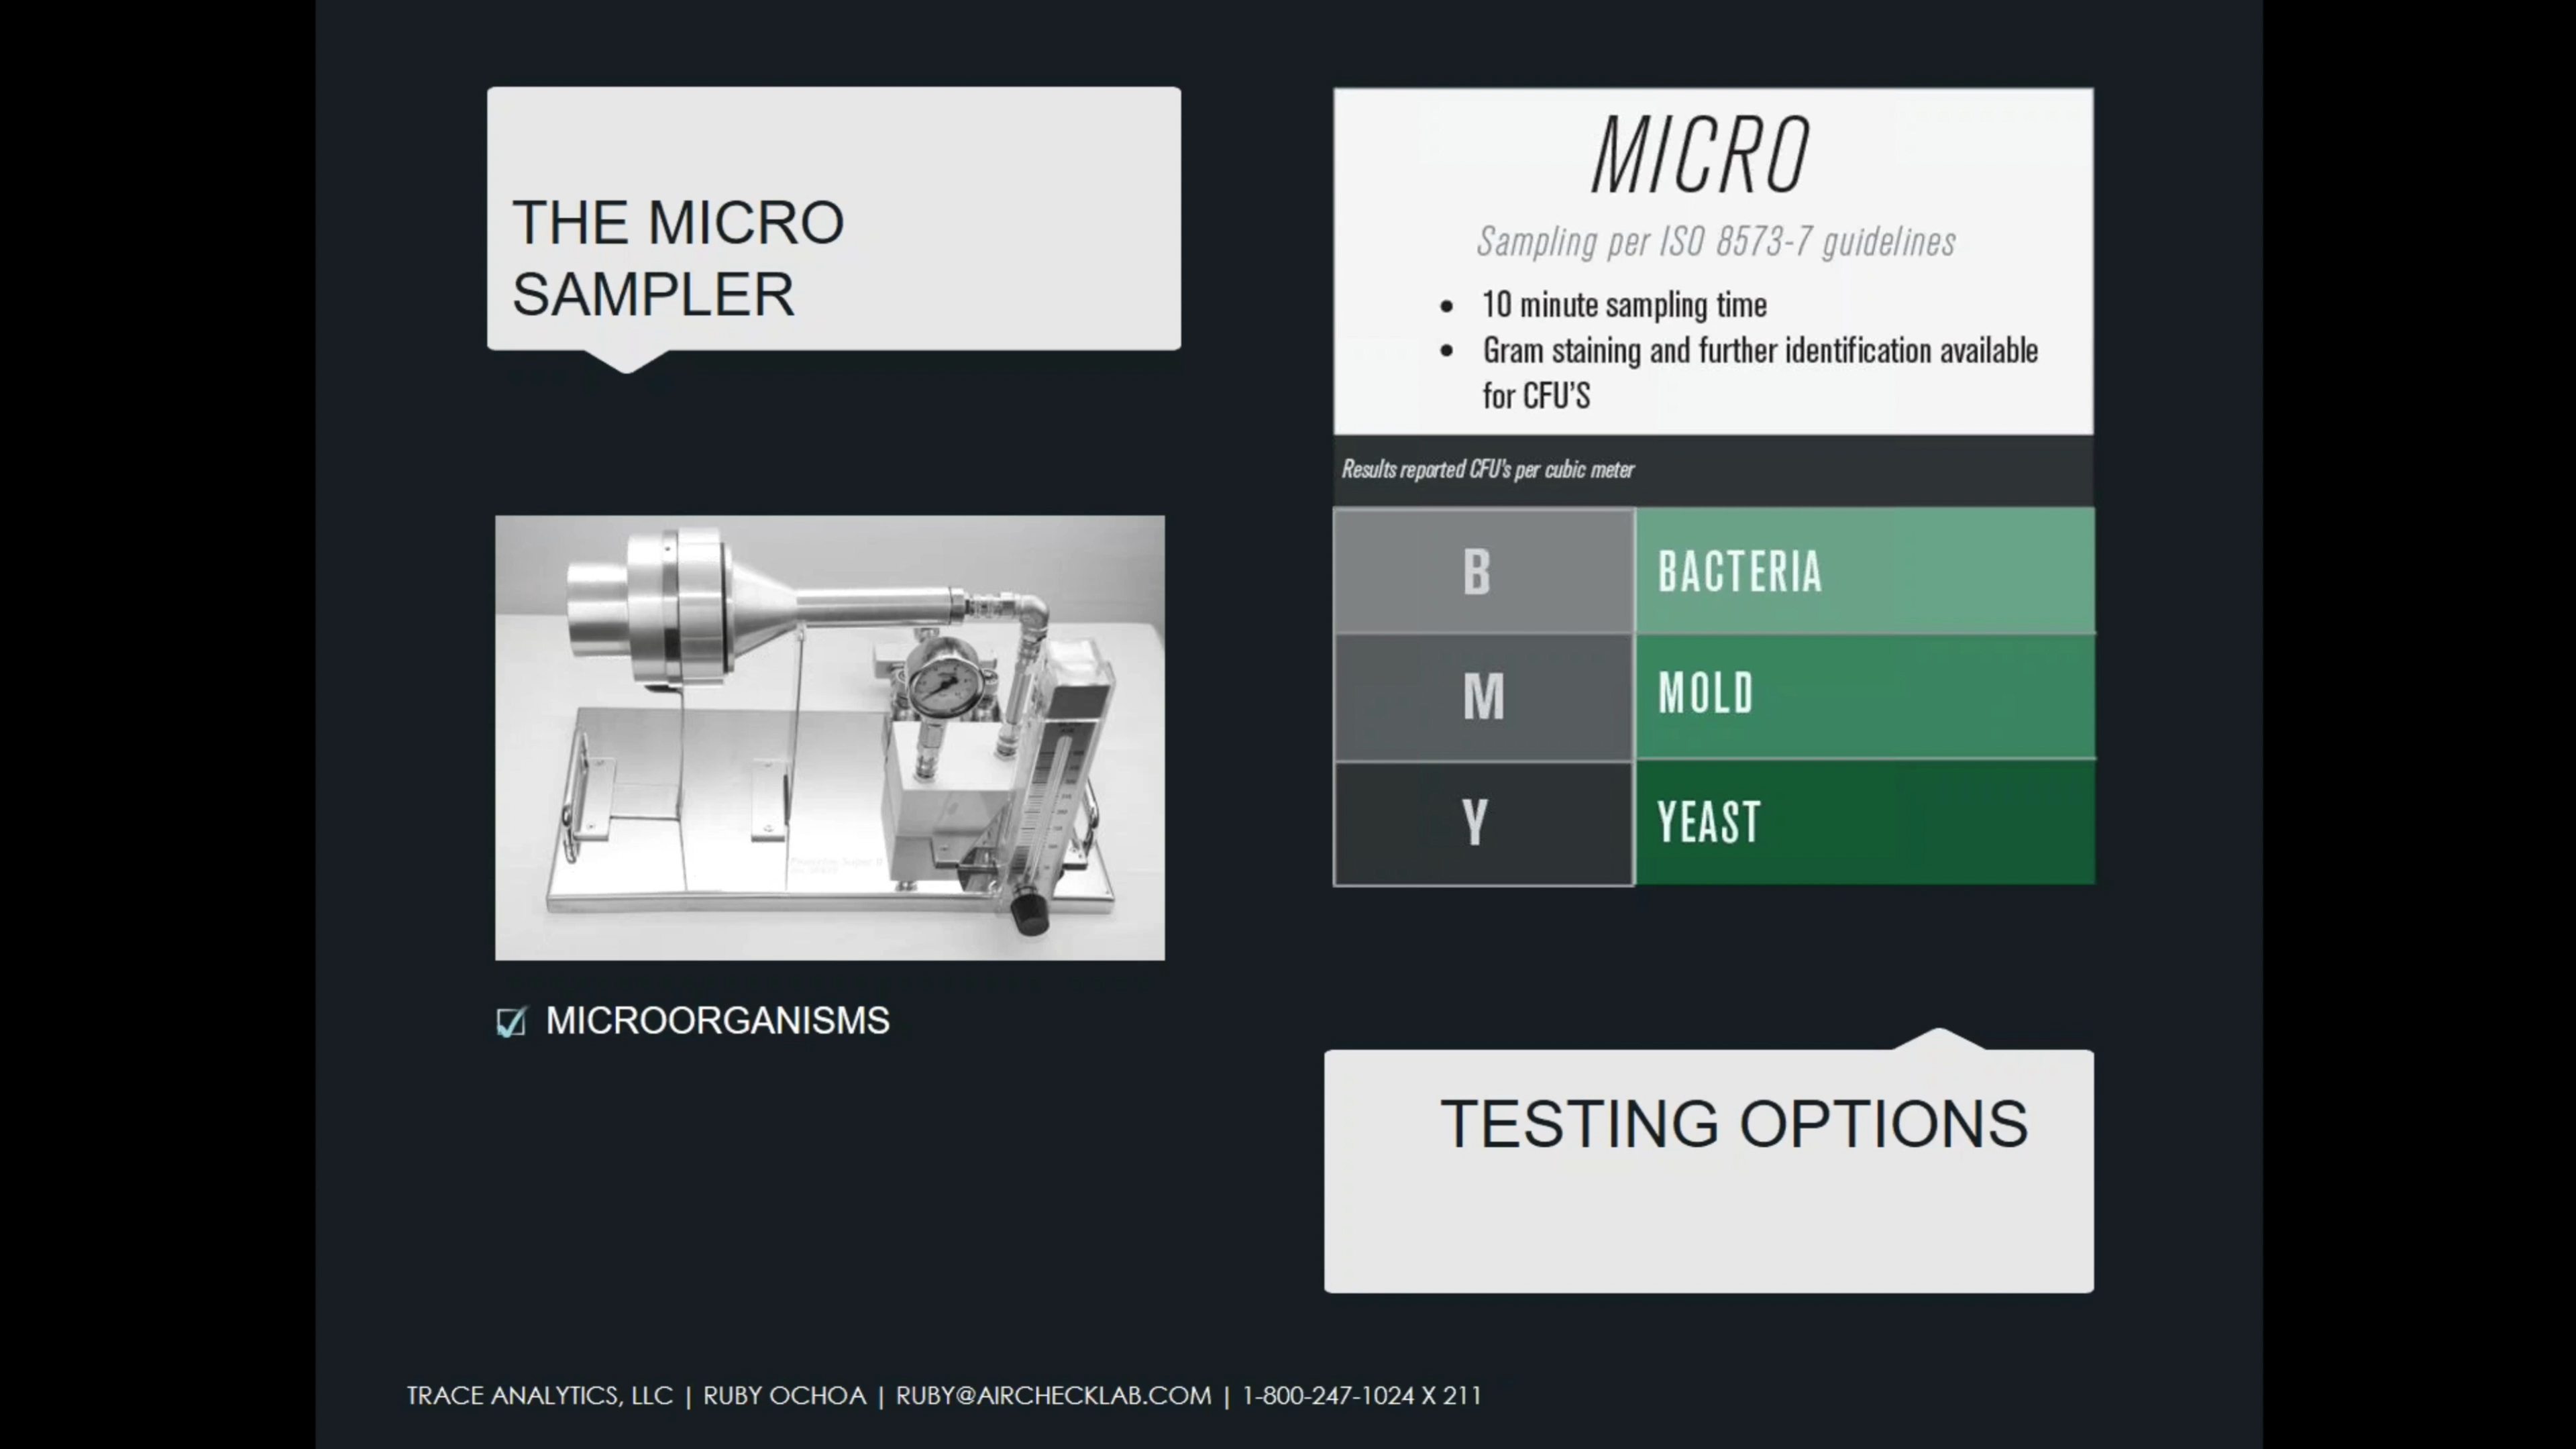 THE MICRO
SAMPLER
MICROORGANISMS
MICRO
Sampling per ISO 8573-7 guidelines
• 10 minute sampling time
• Gram staining and further identification available
for CFU'S
Results reported CFU's per cubic meter
B BACTERIA
M MOLD
Y YEAST
TESTING OPTIONS
TRACE ANALYTICS, LLC | RUBY OCHOA | RUBY@AIRCHECKLAB.COM | 1-800-247-1024 X 211